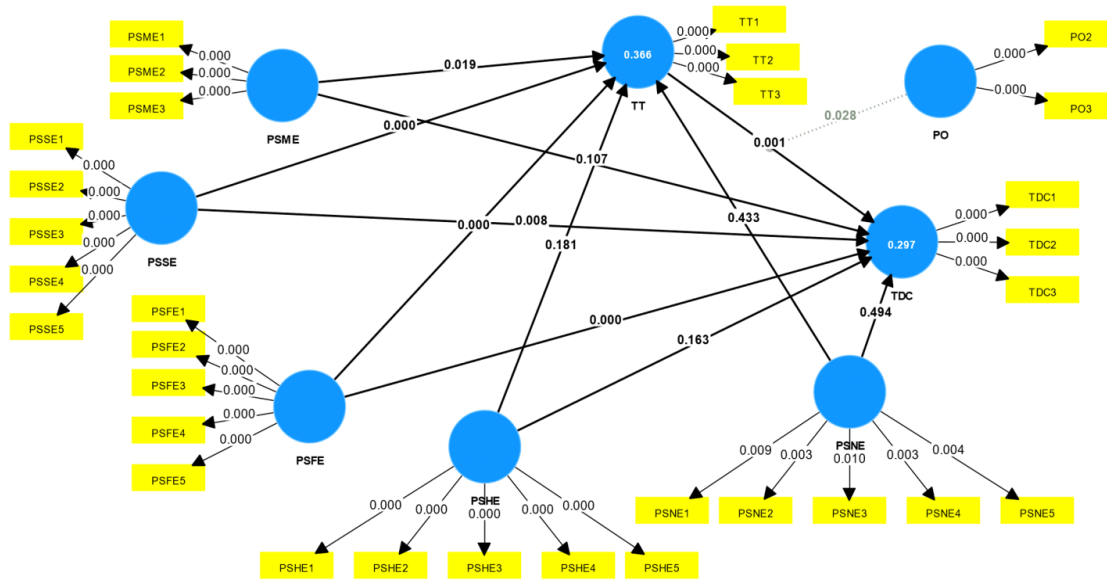 PSME1
PSME2
PSME3
0.000
0.000
0.000
PSME
0.019
0.366
TT
0.000
0.000
0.000
TT1
TT2
TT3
PO
0.000
0.000
PO2
PO3
0.028
0.001
PSSE1
PSSE2
PSSE3
PSSE4
PSSE5
0.000
0.000
0.000
0.000
0.000
PSSE
0.000
0.107
0.008
0.000
0.181
0.433
0.297
TDC
0.000
0.000
0.000
TDC1
TDC2
TDC3
PSFE1
PSFE2
PSFE3
PSFE4
PSFE5
0.000
0.000
0.000
0.000
0.000
PSFE
0.000
0.163
0.494
PSHE
0.000
0.000
0.000
0.000
0.000
PSHE1
PSHE2
PSHE3
PSHE4
PSHE5
PSNE
0.009
0.003
0.010
0.003
0.004
PSNE1
PSNE2
PSNE3
PSNE4
PSNE5